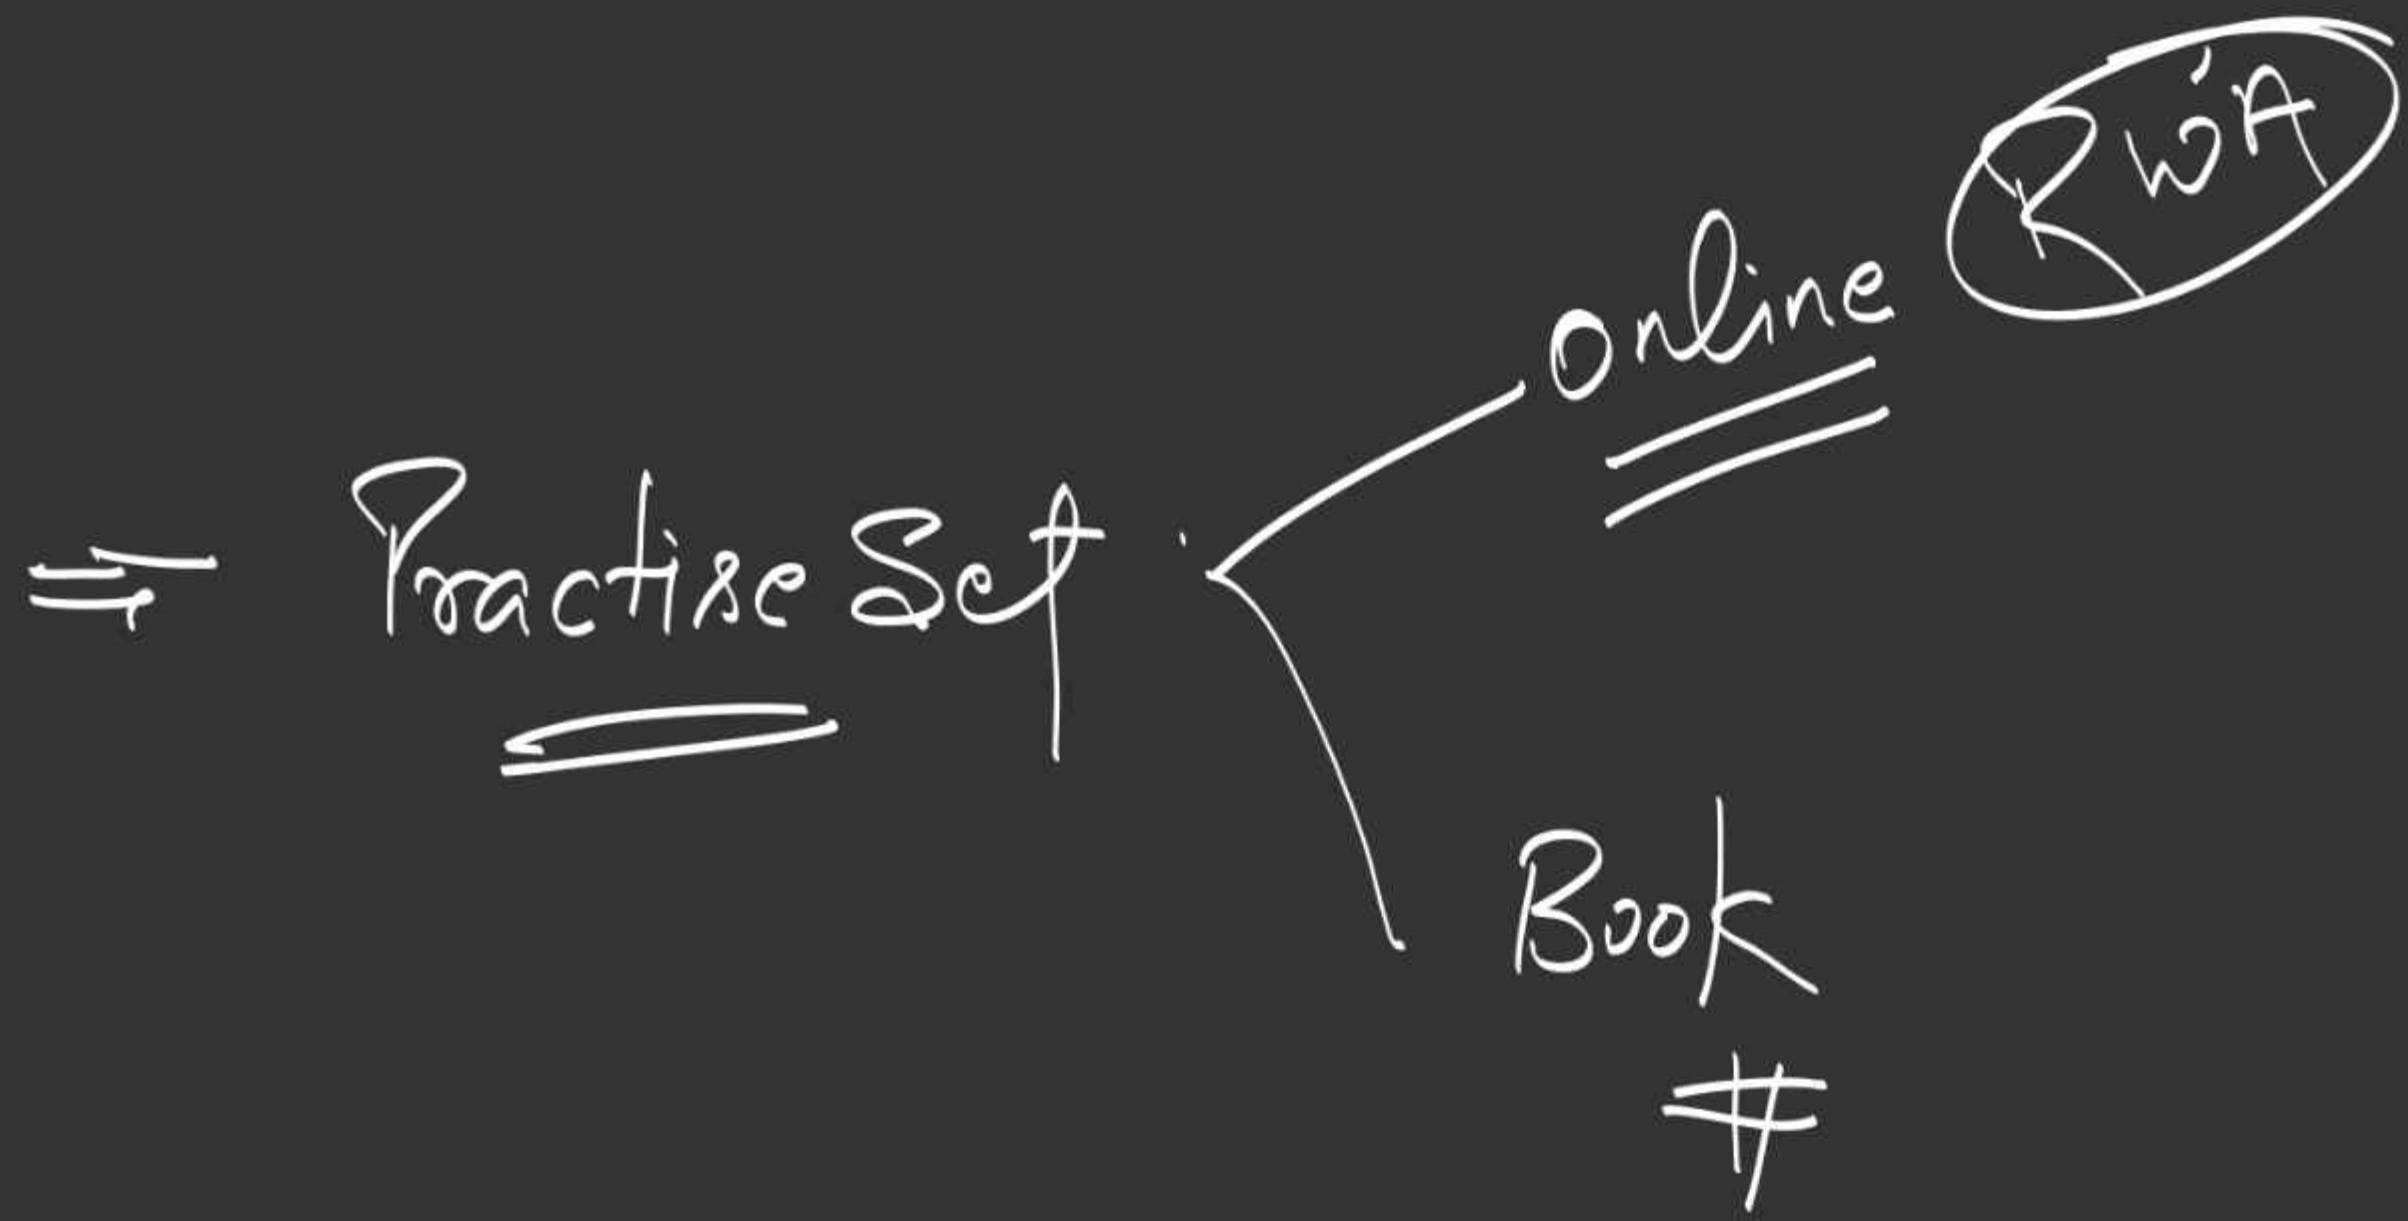 RWA
Online
= Practise Set
Book
#